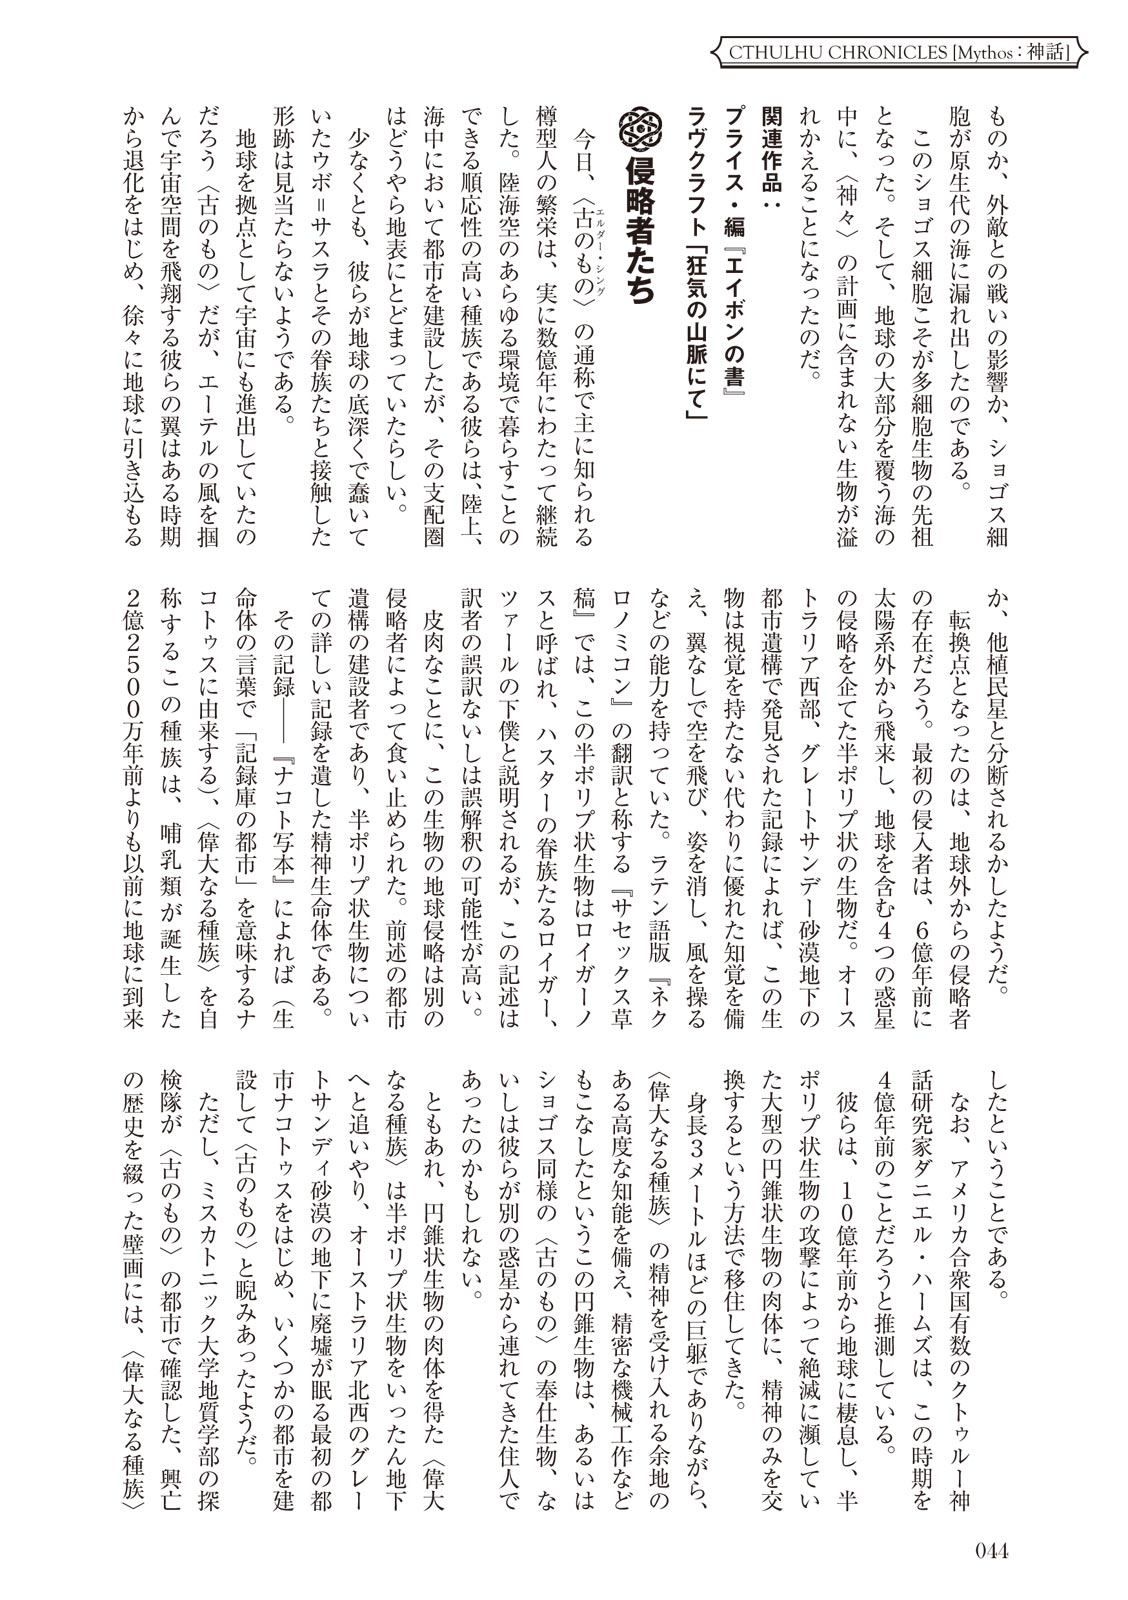 CTHULHU CHRONICLES [Mythos：神話]
ものか、外敵との戦いの影響か、ショゴス細
胞が原生代の海に漏れ出したのである。
このショゴス細胞こそが多細胞生物の先祖
となった。そして、地球の大部分を覆う海の
中に、〈神々〉の計画に含まれない生物が溢
れかえることになったのだ。
関連作品：
プライス・編『エイボンの書』
ラヴクラフト「狂気の山脈にて」
侵略者たち
今日、〈古のもの〉の通称で主に知られる
エルダー・シング
樽型人の繁栄は、実に数億年にわたって継続
した。陸海空のあらゆる環境で暮らすことの
できる順応性の高い種族である彼らは、陸上、
海中において都市を建設したが、その支配圏
はどうやら地表にとどまっていたらしい。
少なくとも、彼らが地球の底深くで蠢いて
いたウボ＝サスラとその眷族たちと接触した
形跡は見当たらないようである。
地球を拠点として宇宙にも進出していたの
だろう〈古のもの〉だが、エーテルの風を掴
んで宇宙空間を飛翔する彼らの翼はある時期
から退化をはじめ、徐々に地球に引き込もる
か、他植民星と分断されるかしたようだ。
転換点となったのは、地球外からの侵略者
の存在だろう。最初の侵入者は、6億年前に
太陽系外から飛来し、地球を含む4つの惑星
の侵略を企てた半ポリプ状の生物だ。オース
トラリア西部、グレートサンデー砂漠地下の
都市遺構で発見された記録によれば、この生
物は視覚を持たない代わりに優れた知覚を備
え、翼なしで空を飛び、姿を消し、風を操る
などの能力を持っていた。ラテン語版『ネク
ロノミコン』の翻訳と称する『サセックス草
稿』では、この半ポリプ状生物はロイガーノ
スと呼ばれ、ハスターの眷族たるロイガー、
ツァールの下僕と説明されるが、この記述は
訳者の誤訳ないしは誤解釈の可能性が高い。
皮肉なことに、この生物の地球侵略は別の
侵略者によって食い止められた。前述の都市
遺構の建設者であり、半ポリプ状生物につい
ての詳しい記録を遺した精神生命体である。
その記録――『ナコト写本』によれば（生
命体の言葉で「記録庫の都市」を意味するナ
コトゥスに由来する）、〈偉大なる種族〉を自
称するこの種族は、哺乳類が誕生した
2億2500万年前よりも以前に地球に到来
したということである。
なお、アメリカ合衆国有数のクトゥルー神
話研究家ダニエル・ハームズは、この時期を
4億年前のことだろうと推測している。
彼らは、10億年前から地球に棲息し、半
ポリプ状生物の攻撃によって絶滅に瀕してい
た大型の円錐状生物の肉体に、精神のみを交
換するという方法で移住してきた。
身長3メートルほどの巨躯でありながら、
〈偉大なる種族〉の精神を受け入れる余地の
ある高度な知能を備え、精密な機械工作など
もこなしたというこの円錐生物は、あるいは
ショゴス同様の〈古のもの〉の奉仕生物、な
いしは彼らが別の惑星から連れてきた住人で
あったのかもしれない。
ともあれ、円錐状生物の肉体を得た〈偉大
なる種族〉は半ポリプ状生物をいったん地下
へと追いやり、オーストラリア北西のグレー
トサンディ砂漠の地下に廃墟が眠る最初の都
市ナコトゥスをはじめ、いくつかの都市を建
設して〈古のもの〉と睨みあったようだ。
ただし、ミスカトニック大学地質学部の探
検隊が〈古のもの〉の都市で確認した、興亡
の歴史を綴った壁画には、〈偉大なる種族〉
044